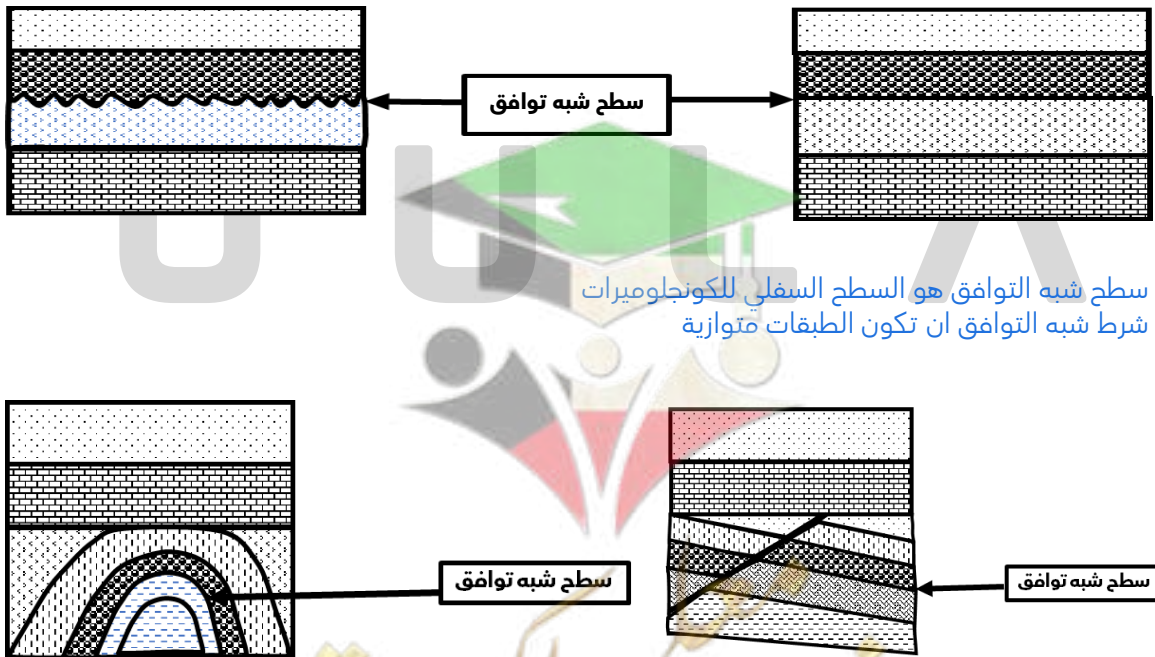 سطح شبه توافق
سطح شبه التوافق هو السطح السفلي للكونجلوميرات
شرط شبه التوافق ان تكون الطبقات متوازية
سطح شبه توافق
سطح شبه توافق
U U L A